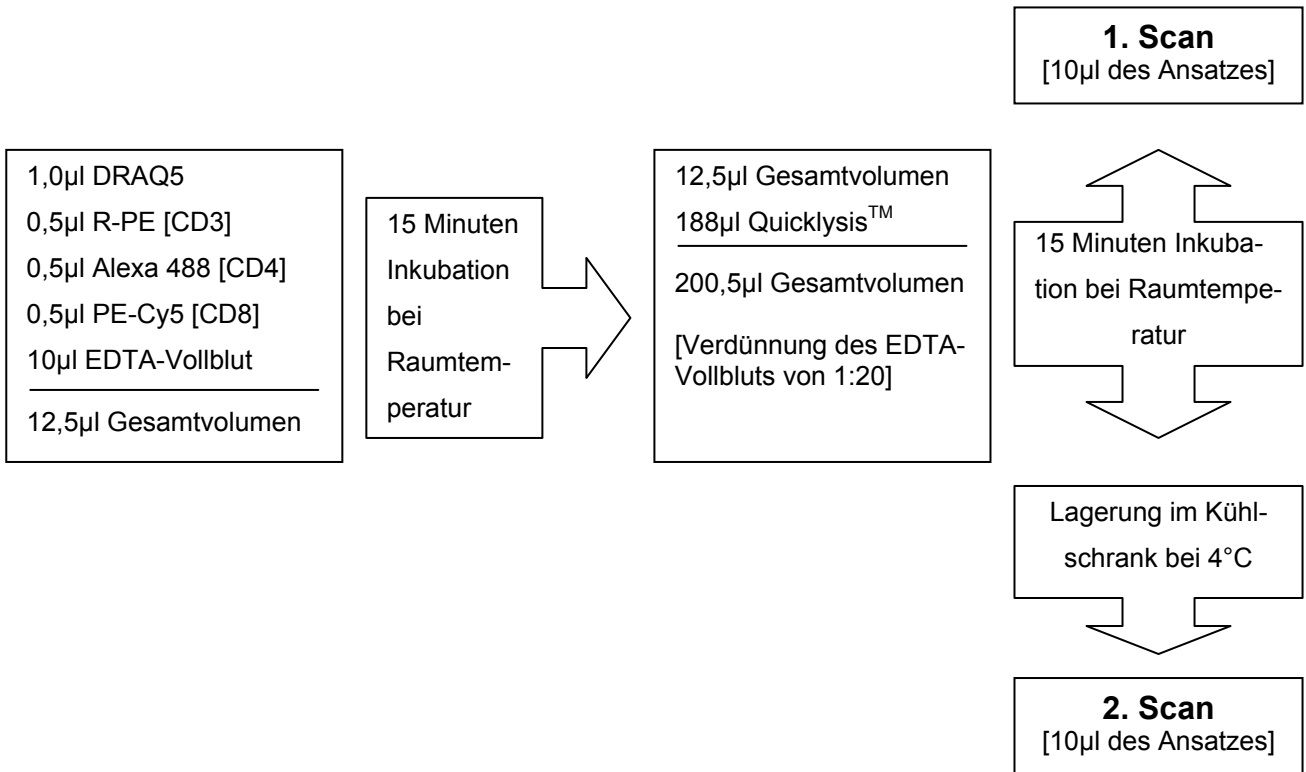 1,0µl DRAQ5
0,5µl R-PE [CD3]
0,5µl Alexa 488 [CD4]
0,5µl PE-Cy5 [CD8]
10µl EDTA-Vollblut
12,5µl Gesamtvolumen
15 Minuten
Inkubation
bei
Raumtem-
peratur
12,5µl Gesamtvolumen
188µl Quicklysis™
200,5µl Gesamtvolumen
[Verdünnung des EDTA-
Vollbluts von 1:20]
1. Scan
[10µl des Ansatzes]
15 Minuten Inkuba-
tion bei Raumtempe-
ratur
Lagerung im Kühl-
schrank bei 4°C
2. Scan
[10µl des Ansatzes]